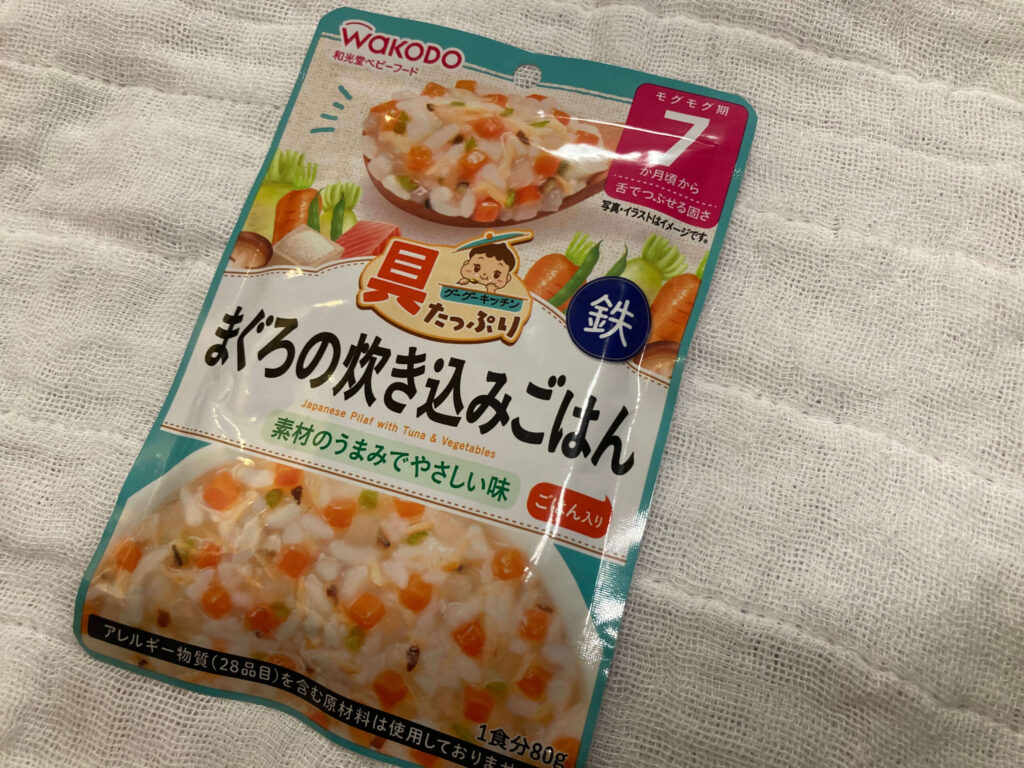 WaKODO
和光堂ベビーフード
モグモグ期
7
か月頃から
舌でつぶせる固さ
写真・イラストはイメージです。
具
たっぷり
グーグーキッチン
鉄
まぐろの炊き込みごはん
Japanese Pilaf with Tuna & Vegetables
素材のうまみでやさしい味
ごはん入り
アレルギー物質(28品目)を含む原材料は使用しておりませ
1食分80g